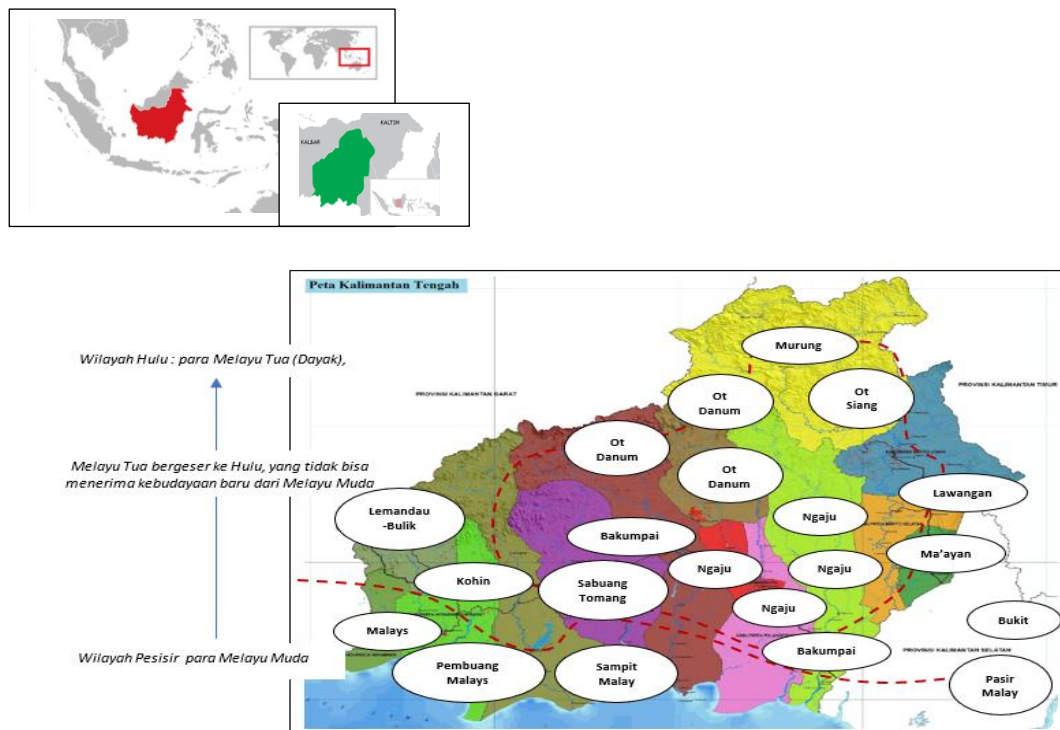 KALTIM
KALBAR
Peta Kalimantan Tengah
Wilayah Hulu : para Melayu Tua (Dayak),
Murung
PROVINSI KALIMANTAN BARAT
PROVINSI KALIMANTAN TIMUR
Ot
Danum
Ot
Siang
Ot
Danum
Ot
Danum
Melayu Tua bergeser ke Hulu, yang tidak bisa
menerima kebudayaan baru dari Melayu Muda
Lawangan
Lemandau
-Bulik
Ngaju
Bakumpai
Ma'ayan
Kohin
Sabuang
Tomang
Ngaju
Ngaju
Ngaju
Bukit
Malays
Wilayah Pesisir para Melayu Muda
Bakumpai
PROVINSI KALIMANTAN SELATAN
Pembuang
Malays
Sampit
Malay
Pasir
Malay